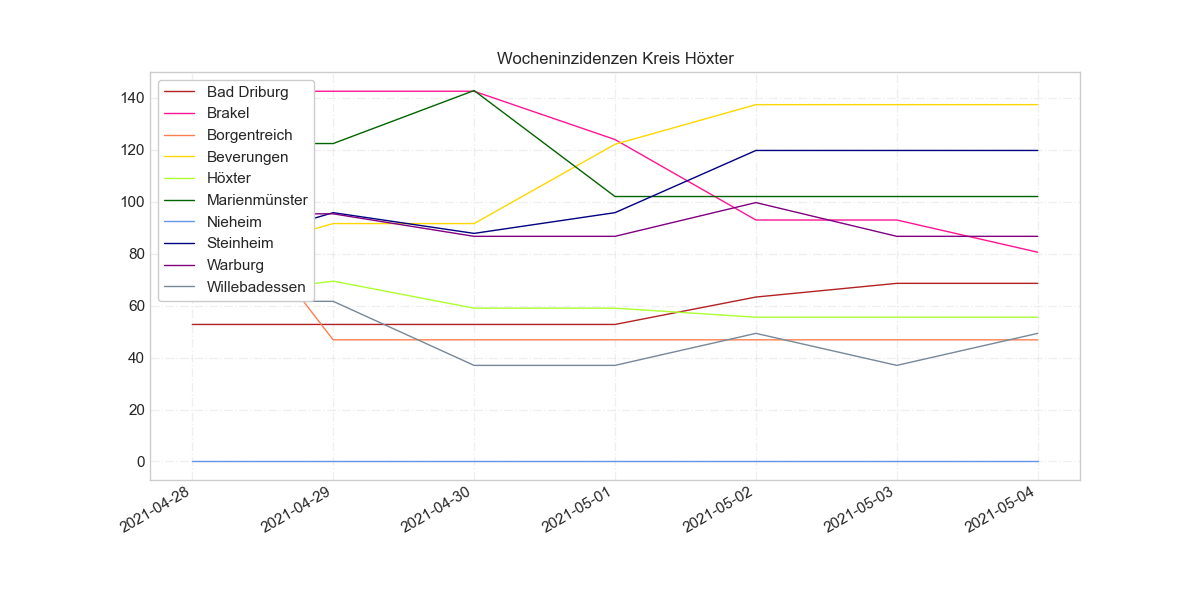 Wocheninzidenzen Kreis Höxter
Bad Driburg
Brakel
Borgentreich
Beverungen
Höxter
Marienmünster
Nieheim
Steinheim
Warburg
Willebadessen
140
120
100
80
60
40
20
0
2021-04-28
2021-04-29
2021-04-30
2021-05-01
2021-05-02
2021-05-03
2021-05-04